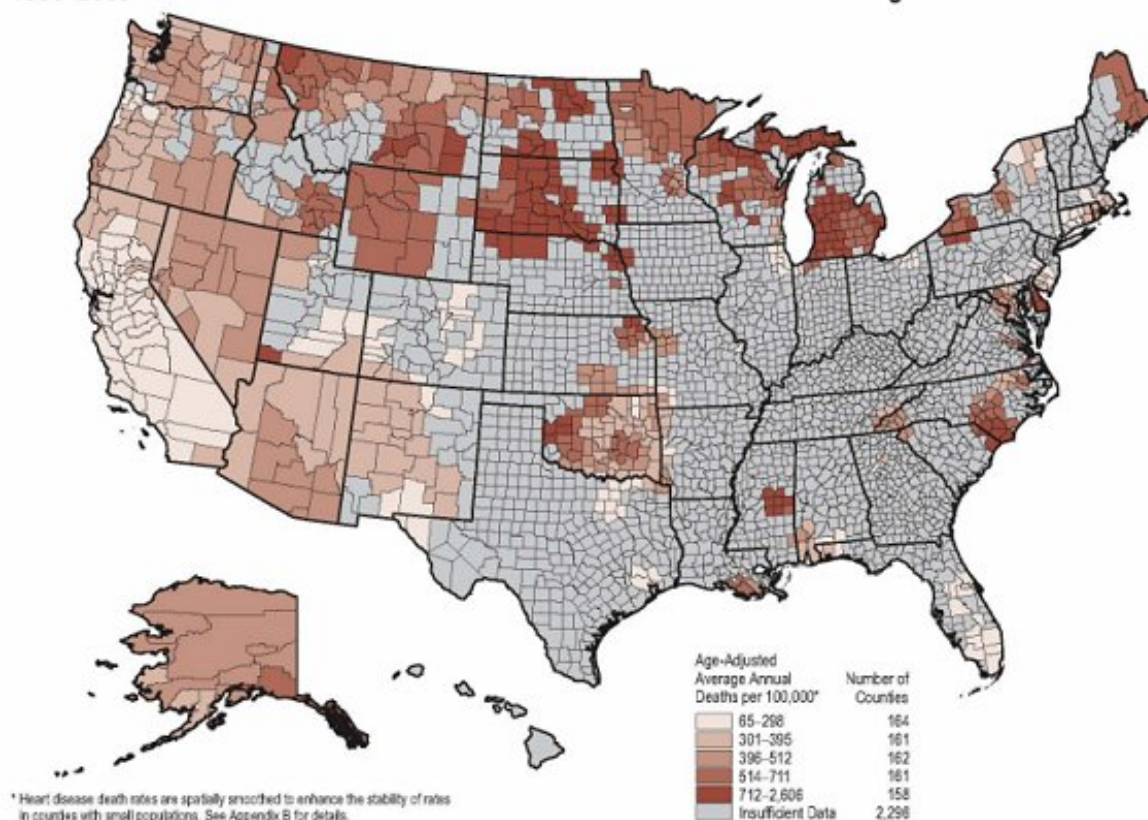 Age-Adjusted
Average Annual
Deaths per 100,000*
Number of
Counties
65–298 164
301–395 161
396–512 162
514–711 161
712–2,606 158
Insufficient Data 2,296
* Heart disease death rates are spatially smoothed to enhance the stability of rates
in counties with small populations. See Appendix B for details.